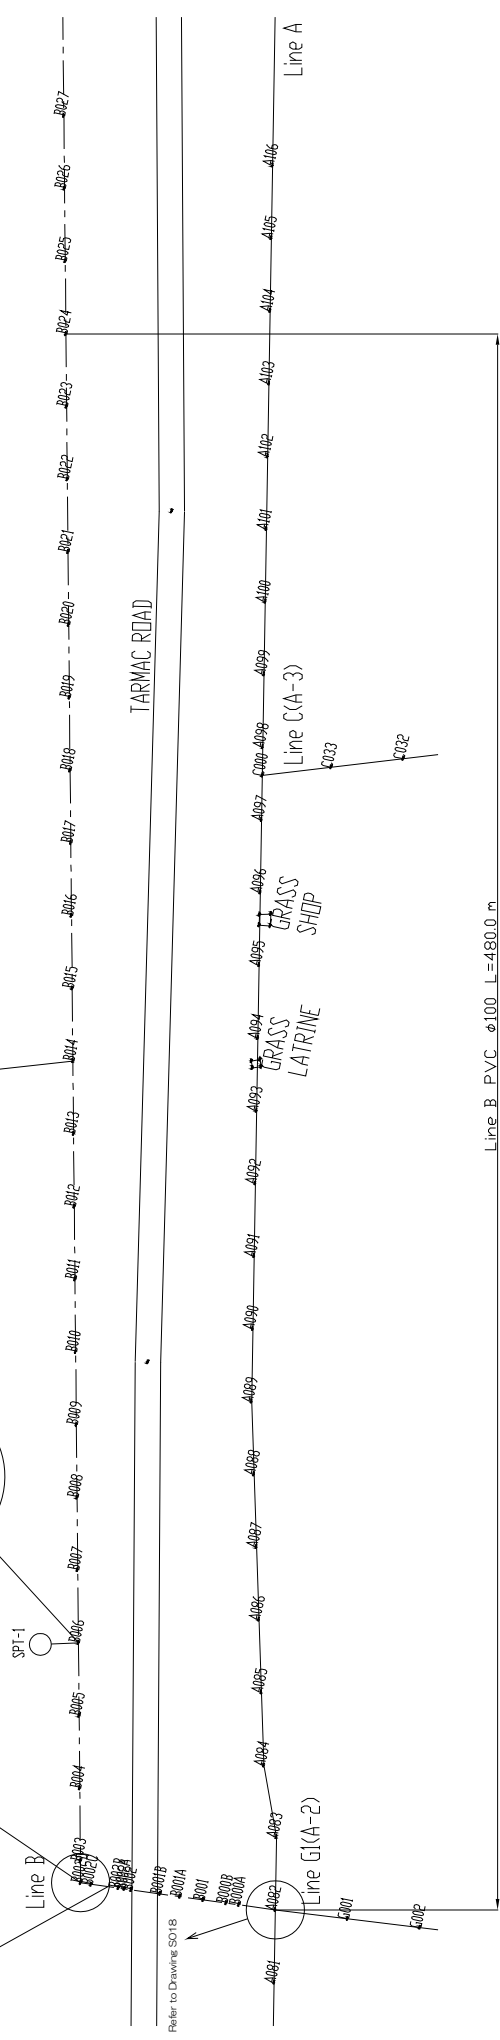 B027
B026
B025
B024
B023
B022
B021
B020
B019
B018
B017
B016
B015
B014
B013
B012
B011
B010
B009
B008
B007
SPT-1
B006
B005
B004
B003
Line B
B002
B001B
B001A
B001
B000B
B000A
TARMAC ROAD
Refer to Drawing S018
Line A
A106
A105
A104
A103
A102
A101
A100
A099
A098
C000
Line C(A-3)
C033
C032
A097
A096
GRASS
SHOP
A095
A094
GRASS
LATRINE
A093
A092
A091
A090
A089
A088
A087
A086
A085
A084
A083
A082
Line G1(A-2)
G001
G002
A081
Line B PVC φ100 L=480.0 m